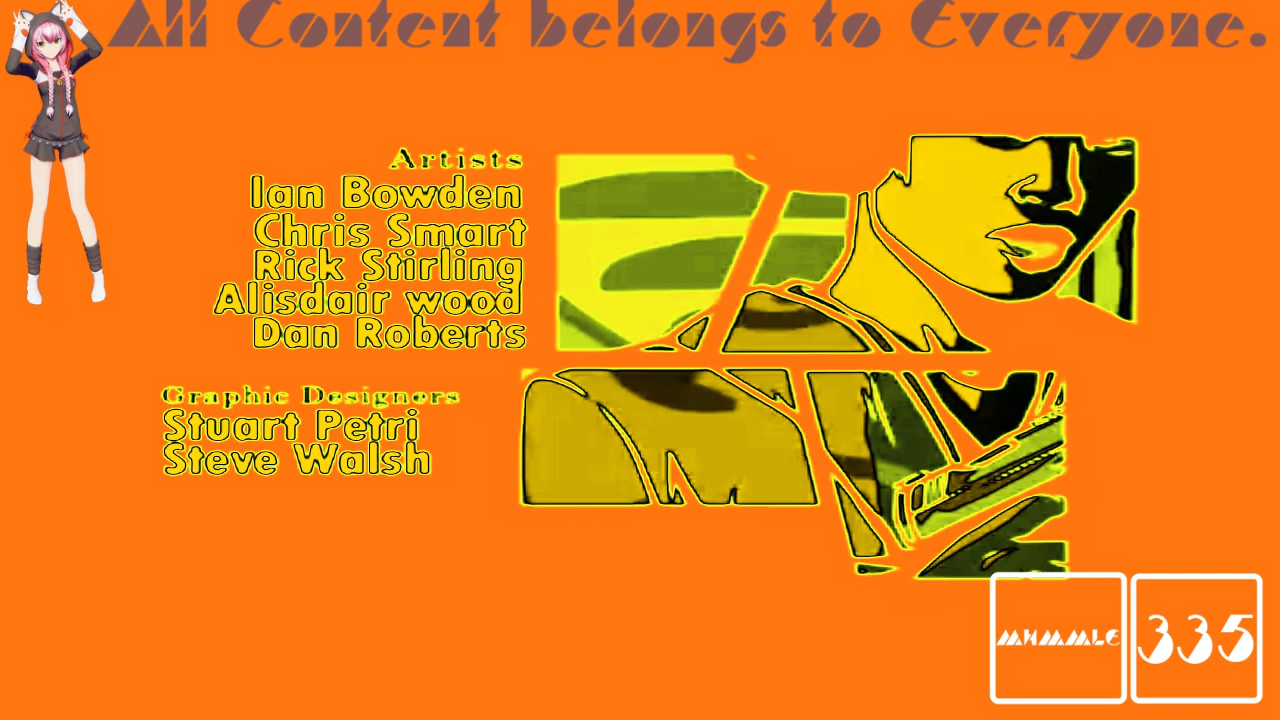 All Content belongs to Everyone.
Artists
Ian Bowden
Chris Smart
Rick Stirling
Alisdair wood
Dan Roberts
Graphic Designers
Stuart Petri
Steve Walsh
MHMMLE
335